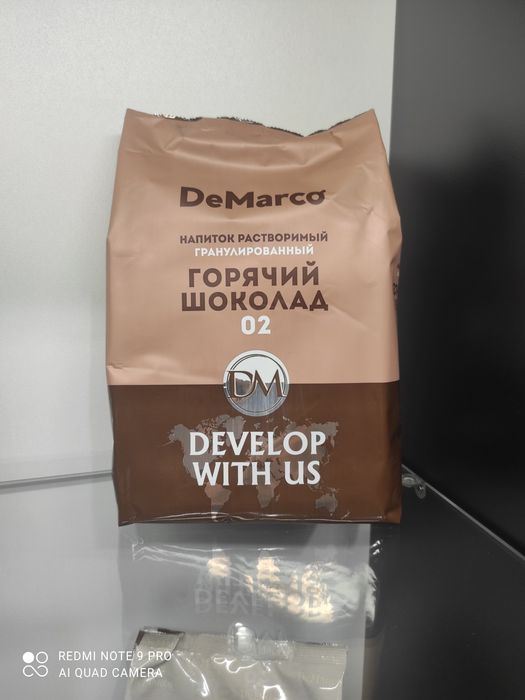 DeMarco
НАПИТОК РАСТВОРИМЫЙ
ГРАНУЛИРОВАННЫЙ
ГОРЯЧИЙ
ШОКОЛАД
02
DM
DEVELOP
WITH US
REDMI NOTE 9 PRO
AI QUAD CAMERA